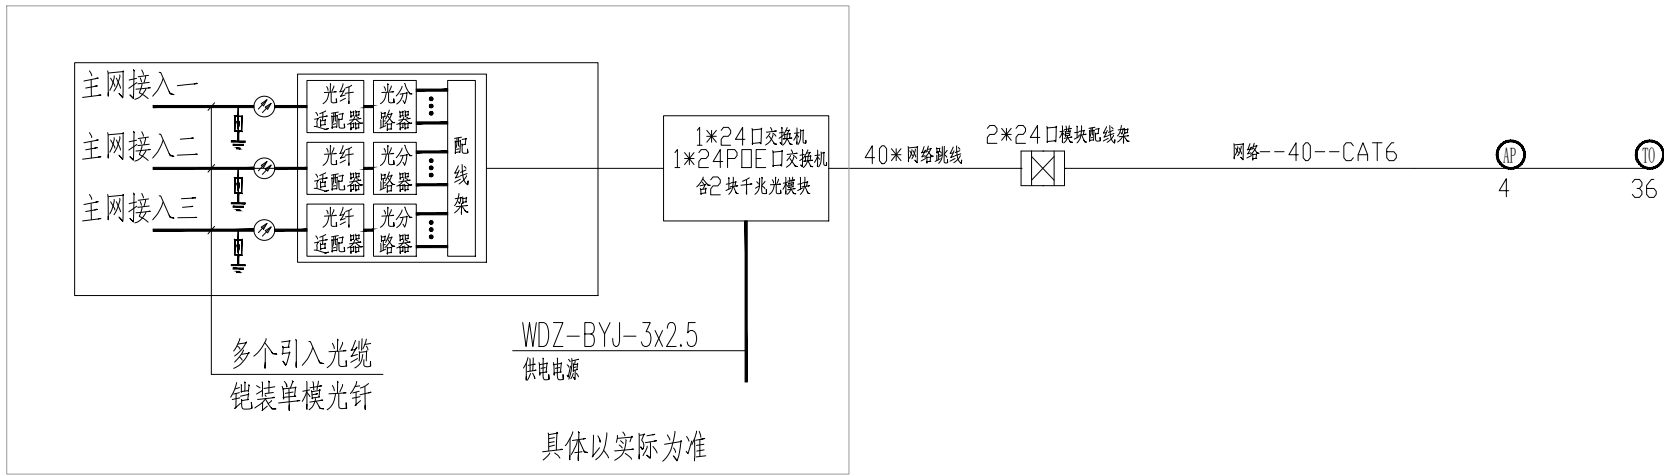 主网接入一
光纤
适配器
光分
路器
主网接入二
光纤
适配器
光分
路器
主网接入三
光纤
适配器
光分
路器
配
线
架
1*24口交换机
1*24POE口交换机
含2块千兆光模块
40*网络跳线
2*24口模块配线架
网络--40--CAT6
AP
4
TO
36
多个引入光缆
铠装单模光钎
WDZ-BYJ-3x2.5
供电电源
具体以实际为准